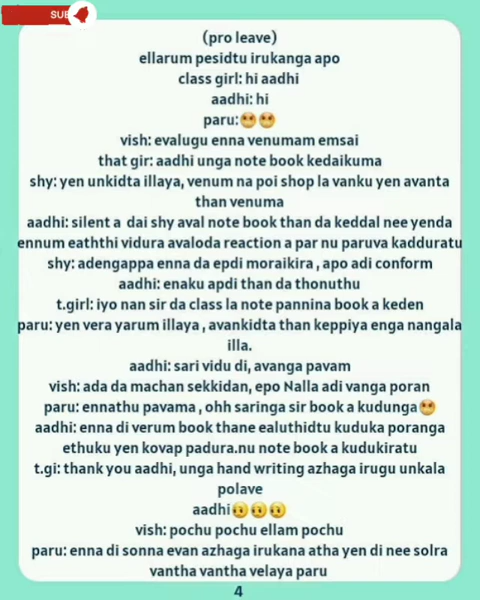 SUB
(pro leave)
ellarum pesidtu irukanga apo
class girl: hi aadhi
aadhi: hi
paru:😬😬
vish: evalugu enna venumam emsai
that gir: aadhi unga note book kedaikuma
shy: yen unkidta illaya, venum na poi shop la vanku yen avanta
than venuma
aadhi: silent a dai shy aval note book than da keddal nee yenda
ennum eaththi vidura avaloda reaction a par nu paruva kadduratu
shy: adengappa enna da epdi moraikira , apo adi conform
aadhi: enaku apdi than da thonuthu
t.girl: iyo nan sir da class la note pannina book a keden
paru: yen vera yarum illaya , avankidta than keppiya enga nangala
illa.
aadhi: sari vidu di, avanga pavam
vish: ada da machan sekkidan, epo Nalla adi vanga poran
paru: ennathu pavama , ohh saringa sir book a kudunga😬
aadhi: enna di verum book thane ealuthidtu kuduka poranga
ethuku yen kovap padura.nu note book a kudukiratu
t.gi: thank you aadhi, unga hand writing azhaga irugu unkala
polave
aadhi🤢🤢🤢
vish: pochu pochu ellam pochu
paru: enna di sonna evan azhaga irukana atha yen di nee solra
vantha vantha velaya paru
4